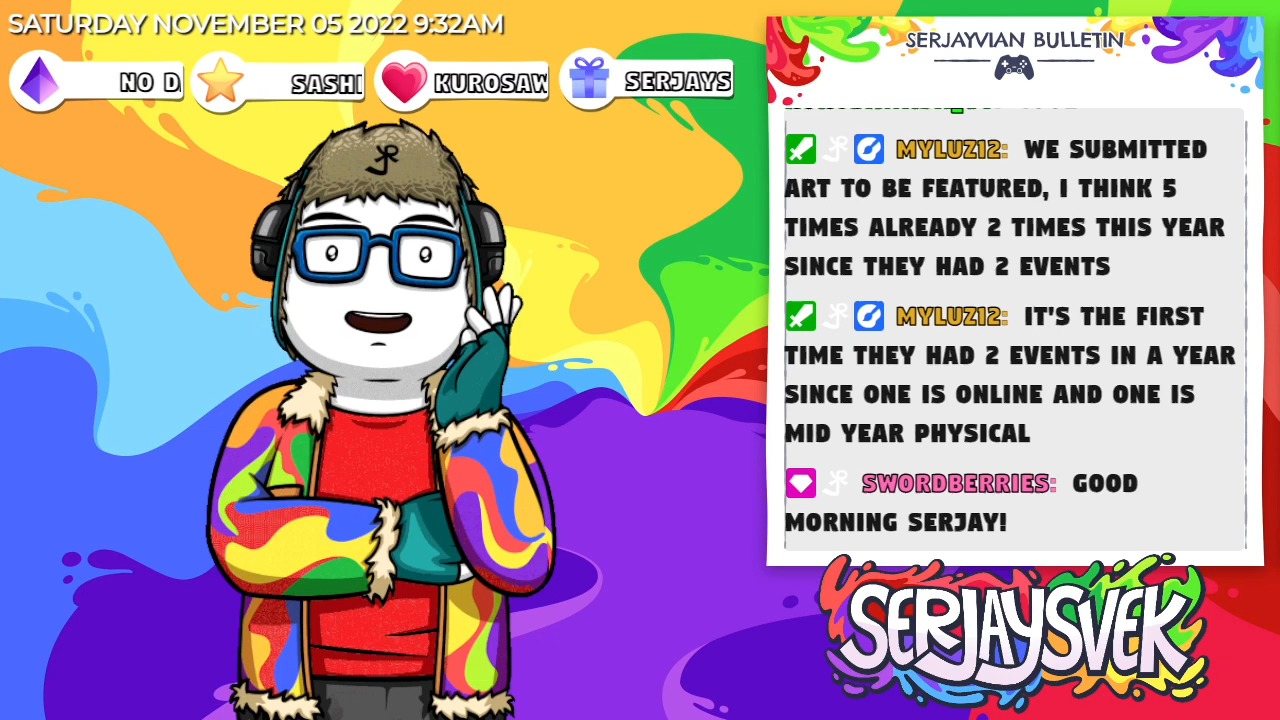 SATURDAY NOVEMBER 05 2022 9:32AM
NO D
SASHI
KUROSAW
SERJAYS
SERJAYVIAN BULLETIN
MYLUZ12: WE SUBMITTED
ART TO BE FEATURED, I THINK 5
TIMES ALREADY 2 TIMES THIS YEAR
SINCE THEY HAD 2 EVENTS
MYLUZ12: IT'S THE FIRST
TIME THEY HAD 2 EVENTS IN A YEAR
SINCE ONE IS ONLINE AND ONE IS
MID YEAR PHYSICAL
SWORDBERRIES: GOOD
MORNING SERJAY!
SERJAYSVEK